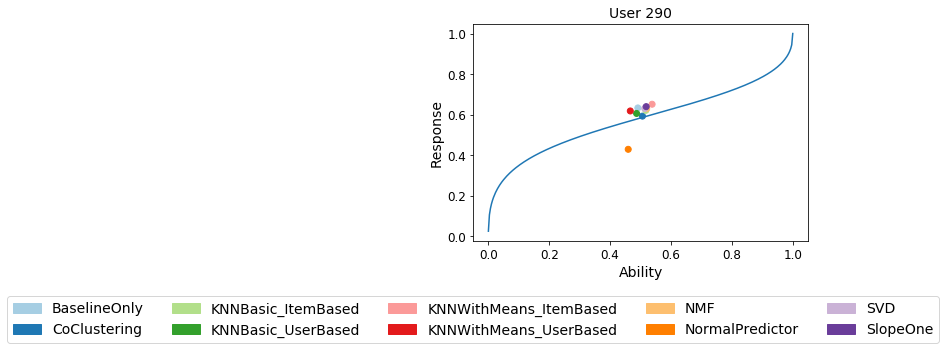 User 290
1.0
0.8
0.6
0.4
0.2
0.0
Response
0.0 0.2 0.4 0.6 0.8 1.0
Ability
BaselineOnly KNNBasic_ItemBased KNNWithMeans_ItemBased NMF SVD
CoClustering KNNBasic_UserBased KNNWithMeans_UserBased NormalPredictor SlopeOne